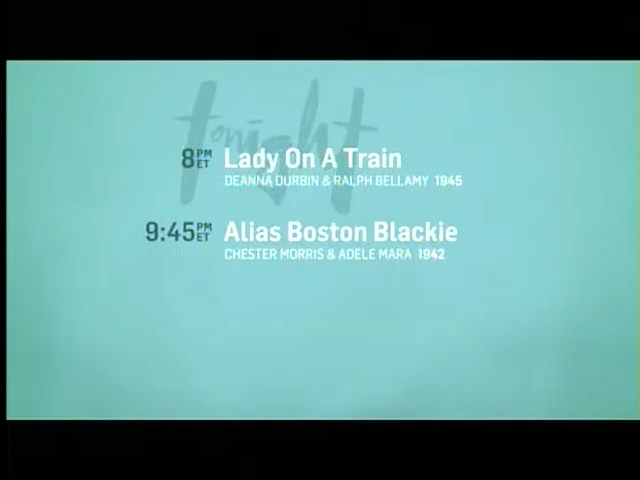 tonight
8PM ET Lady On A Train
DEANNA DURBIN & RALPH BELLAMY 1945
9:45PM ET Alias Boston Blackie
CHESTER MORRIS & ADELE MARA 1942